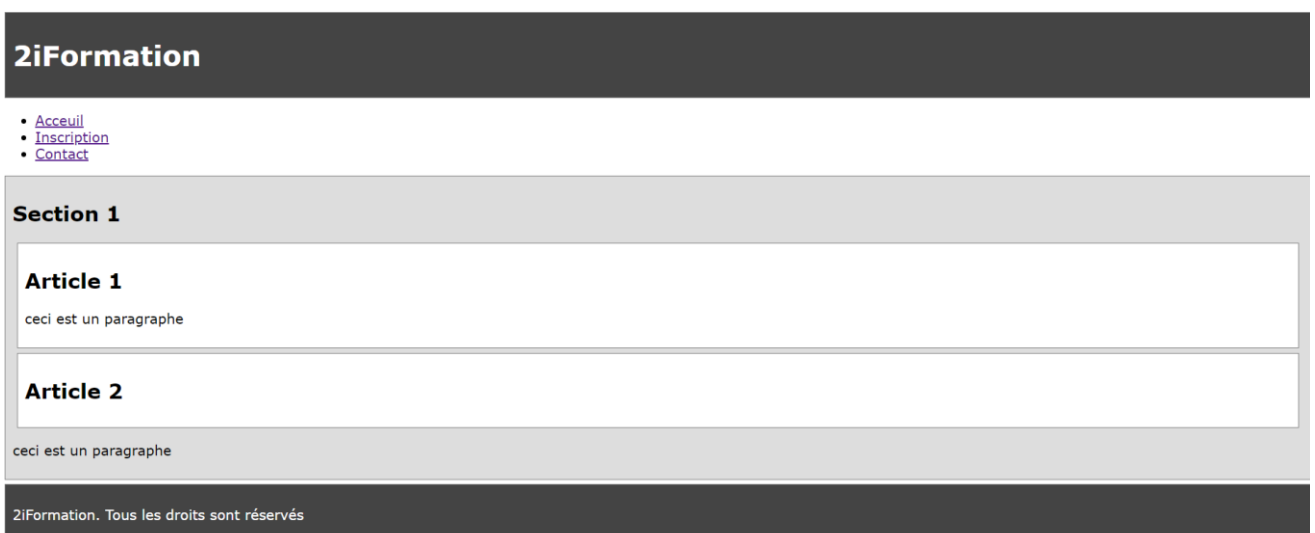 2iFormation
Acceuil
Inscription
Contact
Section 1
Article 1
ceci est un paragraphe
Article 2
ceci est un paragraphe
2iFormation. Tous les droits sont réservés